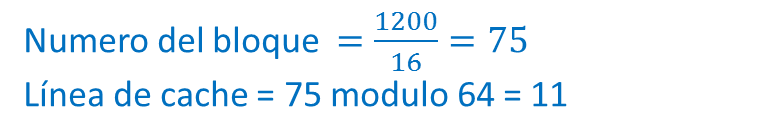 Numero del bloque = 1200/16 = 75
Línea de cache = 75 modulo 64 = 11